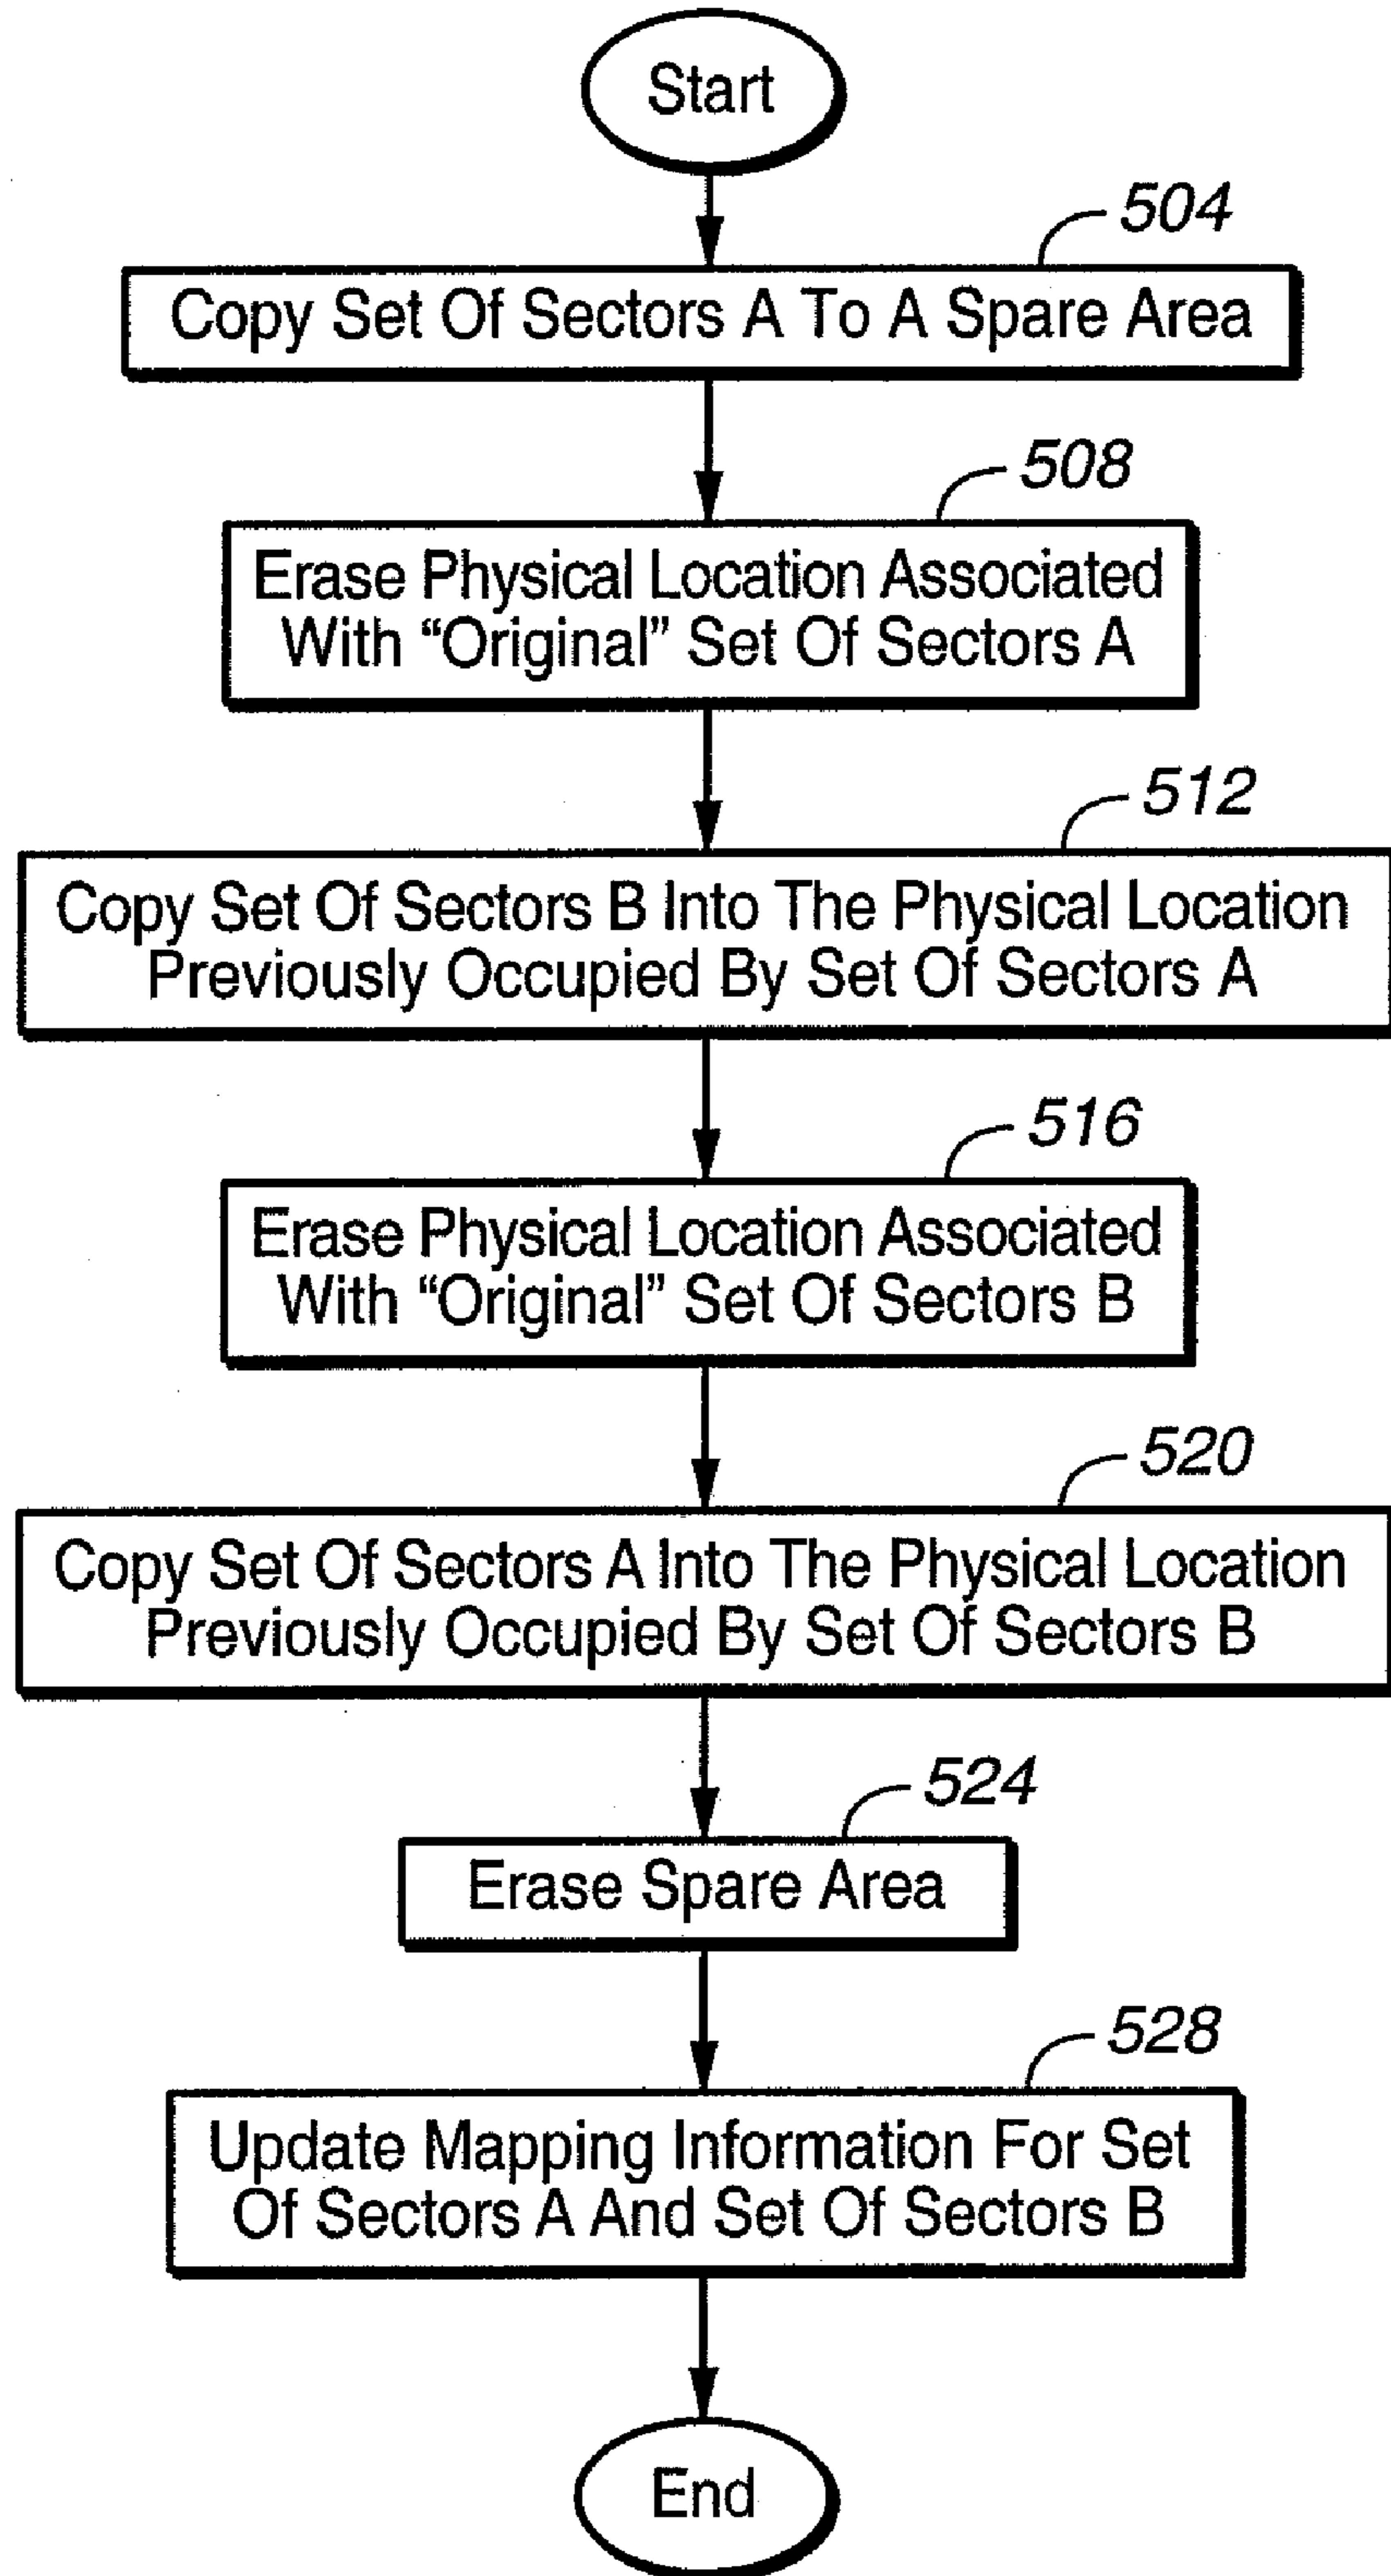 Start
504
Copy Set Of Sectors A To A Spare Area
508
Erase Physical Location Associated
With “Original” Set Of Sectors A
512
Copy Set Of Sectors B Into The Physical Location
Previously Occupied By Set Of Sectors A
516
Erase Physical Location Associated
With “Original” Set Of Sectors B
520
Copy Set Of Sectors A Into The Physical Location
Previously Occupied By Set Of Sectors B
524
Erase Spare Area
528
Update Mapping Information For Set
Of Sectors A And Set Of Sectors B
End